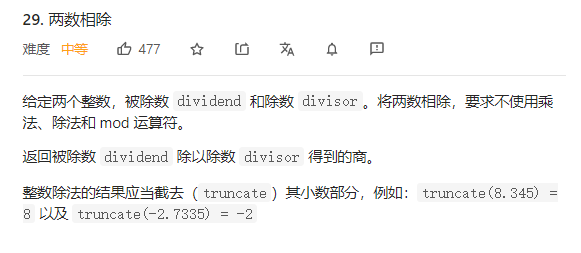 29. 两数相除
难度 中等 477
给定两个整数，被除数 dividend 和除数 divisor。将两数相除，要求不使用乘
法、除法和 mod 运算符。
返回被除数 dividend 除以除数 divisor 得到的商。
整数除法的结果应当截去（truncate）其小数部分，例如：truncate(8.345) =
8 以及 truncate(-2.7335) = -2